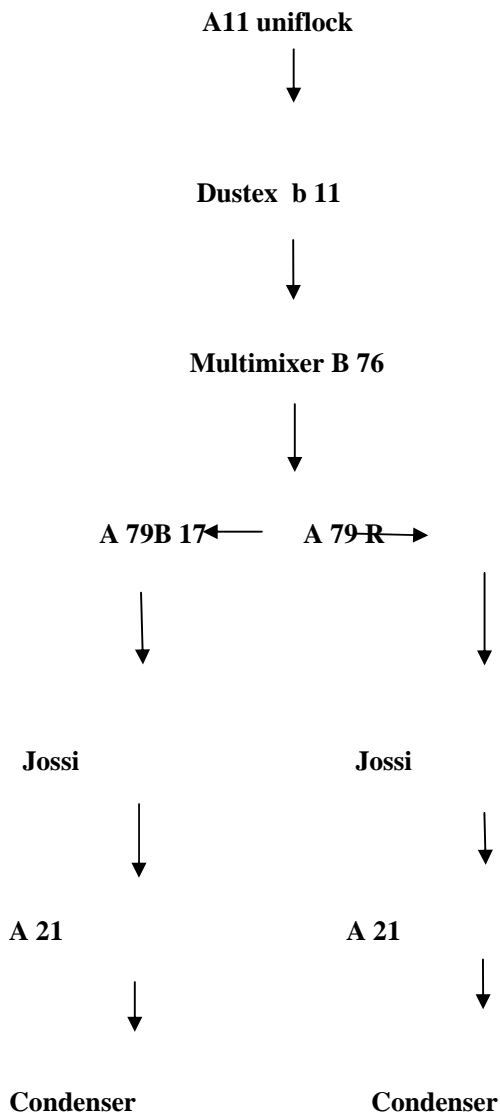 A11 uniflock
Dustex b 11
Multimixer B 76
A 79B 17 A 79 R
Jossi Jossi
A 21 A 21
Condenser Condenser